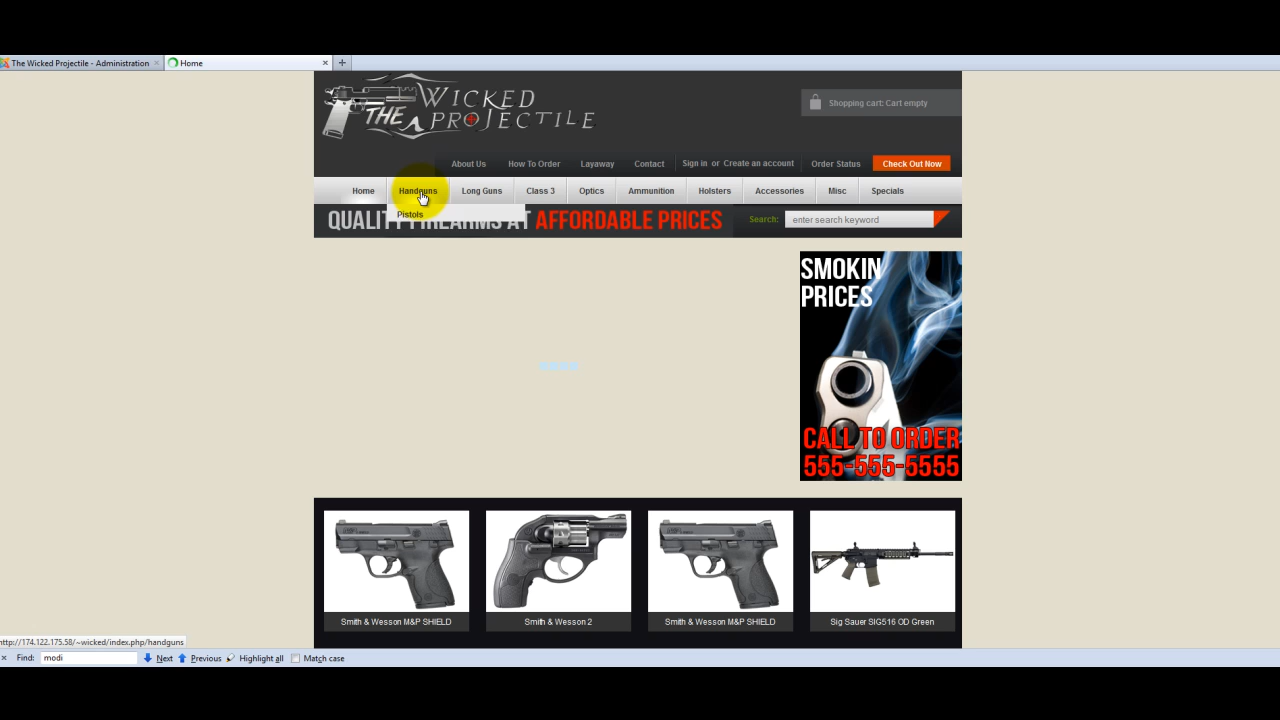 The Wicked Projectile - Administration
Home
THE WICKED PROJECTILE
Shopping cart: Cart empty
About Us How To Order Layaway Contact Sign in or Create an account Order Status Check Out Now
Home Handguns Long Guns Class 3 Optics Ammunition Holsters Accessories Misc Specials
Pistols
QUALITY FIREARMS AT AFFORDABLE PRICES
Search: enter search keyword
SMOKIN
PRICES
CALL TO ORDER
555-555-5555
Smith & Wesson M&P SHIELD
Smith & Wesson 2
Smith & Wesson M&P SHIELD
Sig Sauer SIG516 OD Green
http://174.122.175.58/~wicked/index.php/handguns
Find: modi Next Previous Highlight all Match case